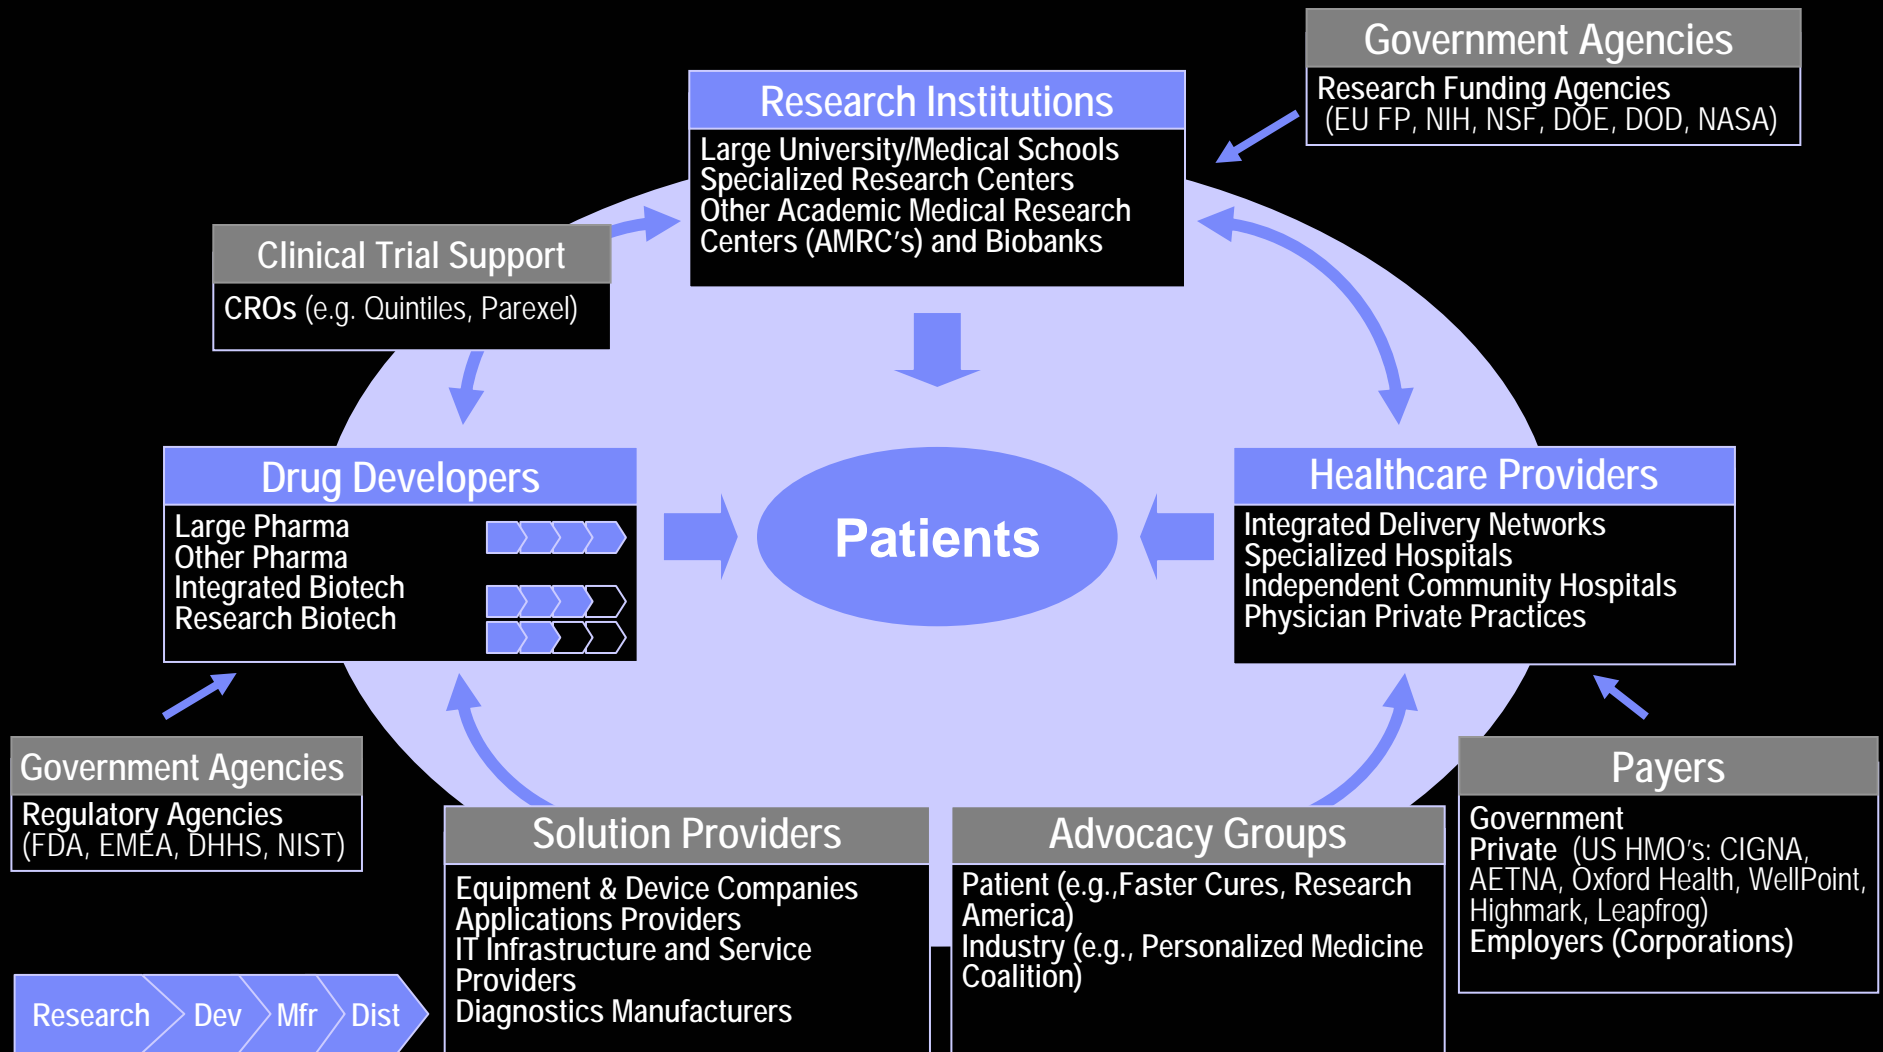 Government Agencies
Research Funding Agencies
(EU FP, NIH, NSF, DOE, DOD, NASA)
Research Institutions
Large University/Medical Schools
Specialized Research Centers
Other Academic Medical Research
Centers (AMRC's) and Biobanks
Clinical Trial Support
CROs (e.g. Quintiles, Parexel)
Drug Developers
Large Pharma
Other Pharma
Integrated Biotech
Research Biotech
Patients
Healthcare Providers
Integrated Delivery Networks
Specialized Hospitals
Independent Community Hospitals
Physician Private Practices
Government Agencies
Regulatory Agencies
(FDA, EMEA, DHHS, NIST)
Solution Providers
Equipment & Device Companies
Applications Providers
IT Infrastructure and Service
Providers
Diagnostics Manufacturers
Advocacy Groups
Patient (e.g.,Faster Cures, Research
America)
Industry (e.g., Personalized Medicine
Coalition)
Payers
Government
Private (US HMO's: CIGNA,
AETNA, Oxford Health, WellPoint,
Highmark, Leapfrog)
Employers (Corporations)
Research Dev Mfr Dist